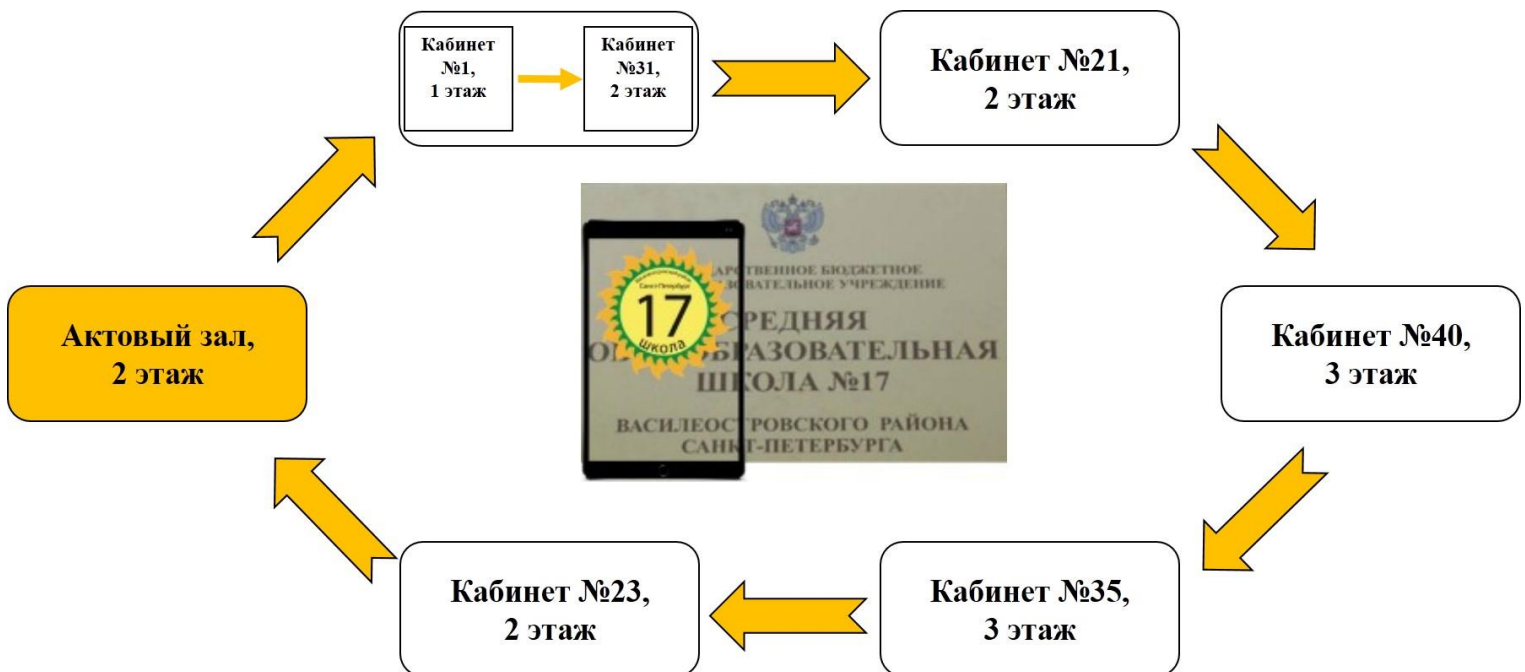 Кабинет
№1,
1 этаж
Кабинет
№31,
2 этаж
Кабинет №21,
2 этаж
Кабинет №40,
3 этаж
Кабинет №35,
3 этаж
Кабинет №23,
2 этаж
Актовый зал,
2 этаж
БЮДЖЕТНОЕ
УЧРЕЖДЕНИЕ
СРЕДНЯЯ
ШКОЛА №17
ВАСИЛЕОСТРОВСКОГО РАЙОНА
САНКТ-ПЕТЕРБУРГА
Санкт-Петербург
17
школа